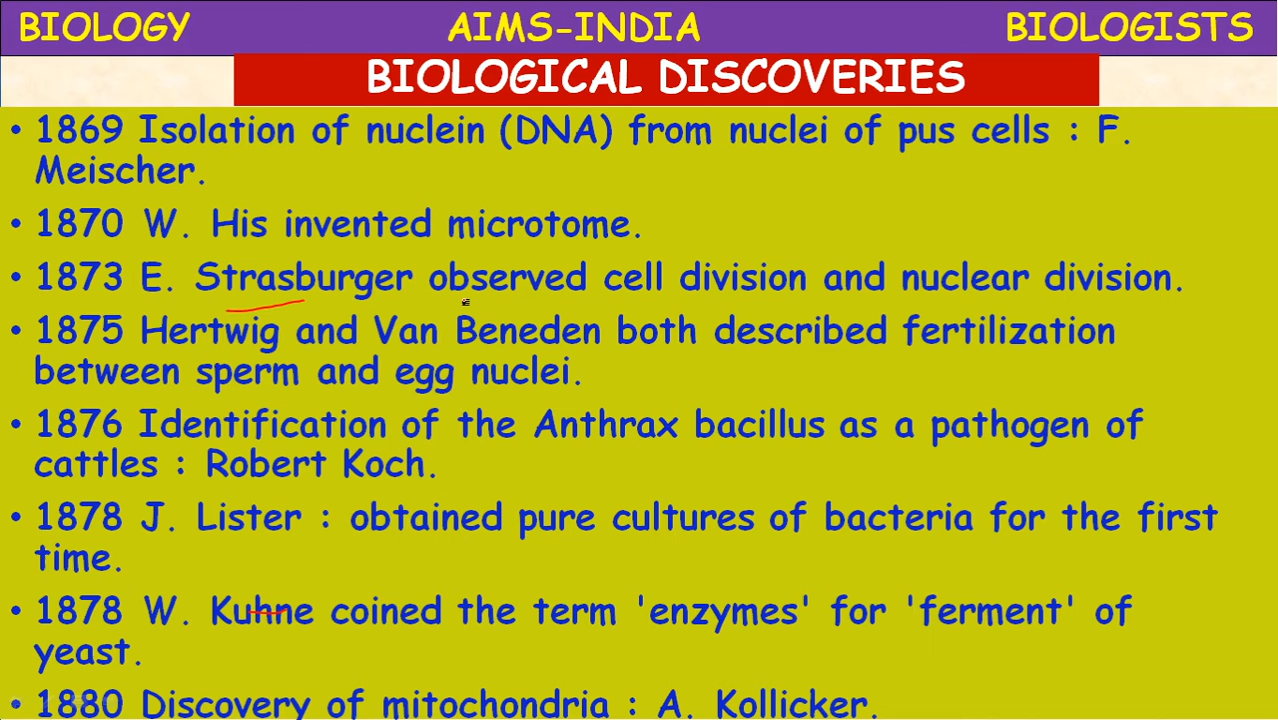 BIOLOGY AIMS-INDIA BIOLOGISTS
BIOLOGICAL DISCOVERIES
• 1869 Isolation of nuclein (DNA) from nuclei of pus cells : F.
Meischer.
• 1870 W. His invented microtome.
• 1873 E. Strasburger observed cell division and nuclear division.
• 1875 Hertwig and Van Beneden both described fertilization
between sperm and egg nuclei.
• 1876 Identification of the Anthrax bacillus as a pathogen of
cattles : Robert Koch.
• 1878 J. Lister : obtained pure cultures of bacteria for the first
time.
• 1878 W. Kuhne coined the term 'enzymes' for 'ferment' of
yeast.
• 1880 Discovery of mitochondria : A. Kollicker.